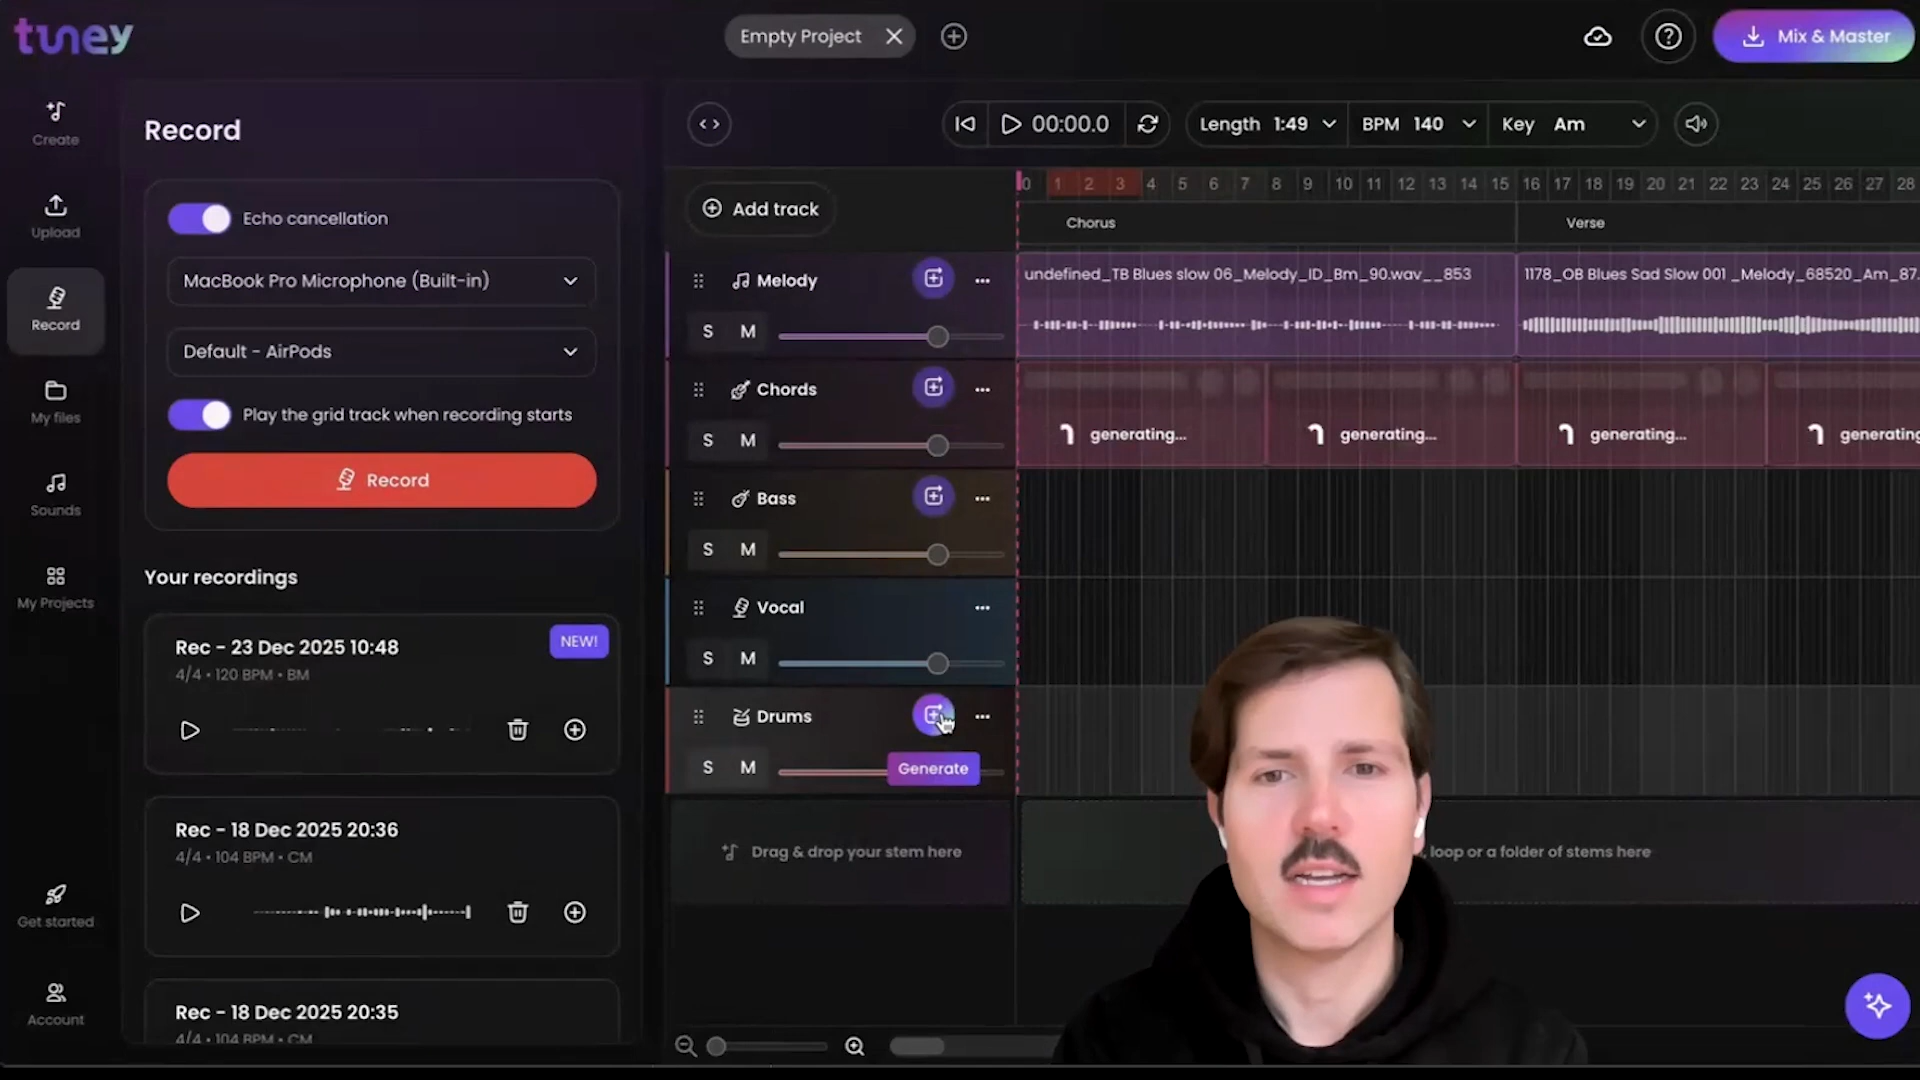 tuney
Empty Project
Mix & Master
Create
Upload
Record
My files
Sounds
My Projects
Get started
Account
Record
Echo cancellation
MacBook Pro Microphone (Built-in)
Default - AirPods
Play the grid track when recording starts
Record
Your recordings
Rec - 23 Dec 2025 10:48
NEW!
4/4 • 120 BPM • BM
Rec - 18 Dec 2025 20:36
4/4 • 104 BPM • CM
Rec - 18 Dec 2025 20:35
4/4 • 104 BPM • CM
00:00.0
Length 1:49
BPM 140
Key Am
Add track
0 1 2 3 4 5 6 7 8 9 10 11 12 13 14 15 16 17 18 19 20 21 22 23 24 25 26 27 28
Chorus
Verse
Melody
S M
undefined_TB Blues slow 06_Melody_ID_Bm_90.wav__853
1178_OB Blues Sad Slow 001 _Melody_68520_Am_87.
Chords
S M
generating...
generating...
generating...
generating
Bass
S M
Vocal
S M
Drums
S M
Generate
Drag & drop your stem here
, loop or a folder of stems here